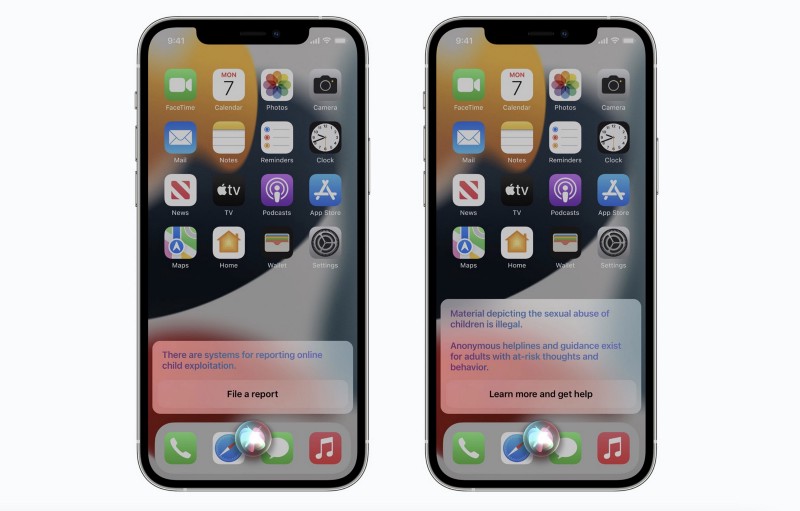 9:41
MON
7
FaceTime
Calendar
Photos
Camera
Mail
Notes
Reminders
Clock
tv
News
TV
Podcasts
App Store
Maps
Home
Wallet
Settings
There are systems for reporting online
child exploitation.
File a report
9:41
MON
7
FaceTime
Calendar
Photos
Camera
Mail
Notes
Reminders
Clock
tv
News
TV
Podcasts
App Store
Maps
Home
Wallet
Settings
Material depicting the sexual abuse of
children is illegal.
Anonymous helplines and guidance exist
for adults with at-risk thoughts and
behavior.
Learn more and get help